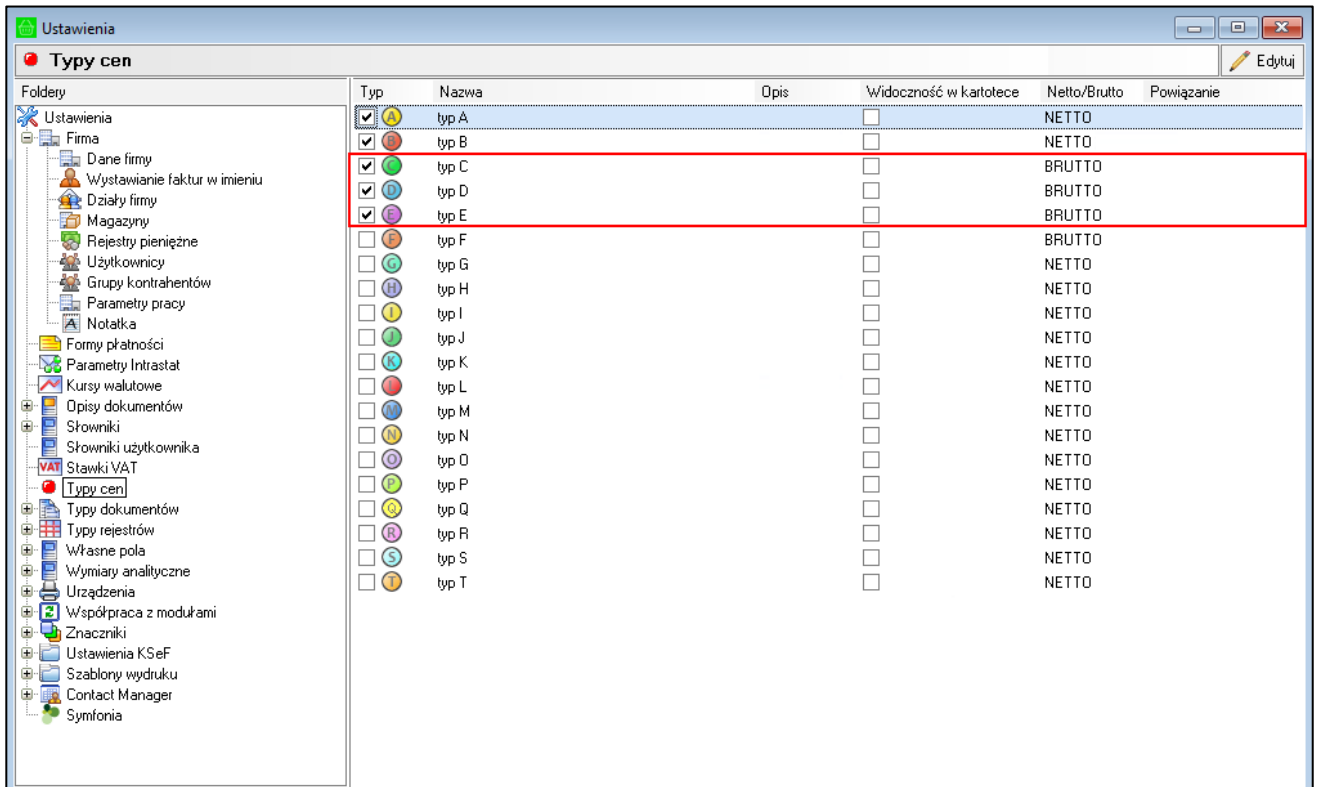 Ustawienia
Typy cen
Edytuj
Foldery
Ustawienia
Firma
Dane firmy
Wystawianie faktur w imieniu
Działy firmy
Magazyny
Rejestry pieniężne
Użytkownicy
Grupy kontrahentów
Parametry pracy
Notatka
Formy płatności
Parametry Intrastat
Kursy walutowe
Opisy dokumentów
Słowniki
Słowniki użytkownika
VAT Stawki VAT
Typy cen
Typy dokumentów
Typy rejestrów
Własne pola
Wymiary analityczne
Urządzenia
Współpraca z modułami
Znaczniki
Ustawienia KSeF
Szablony wydruku
Contact Manager
Symfonia
Typ Nazwa Opis Widoczność w kartotece Netto/Brutto Powiązanie
A typ A NETTO
B typ B NETTO
C typ C BRUTTO
D typ D BRUTTO
E typ E BRUTTO
F typ F BRUTTO
G typ G NETTO
H typ H NETTO
I typ I NETTO
J typ J NETTO
K typ K NETTO
L typ L NETTO
M typ M NETTO
N typ N NETTO
O typ O NETTO
P typ P NETTO
Q typ Q NETTO
R typ R NETTO
S typ S NETTO
T typ T NETTO